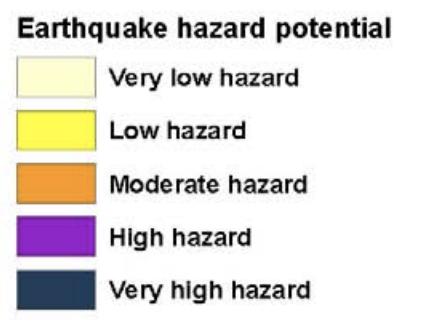 Earthquake hazard potential
Very low hazard
Low hazard
Moderate hazard
High hazard
Very high hazard